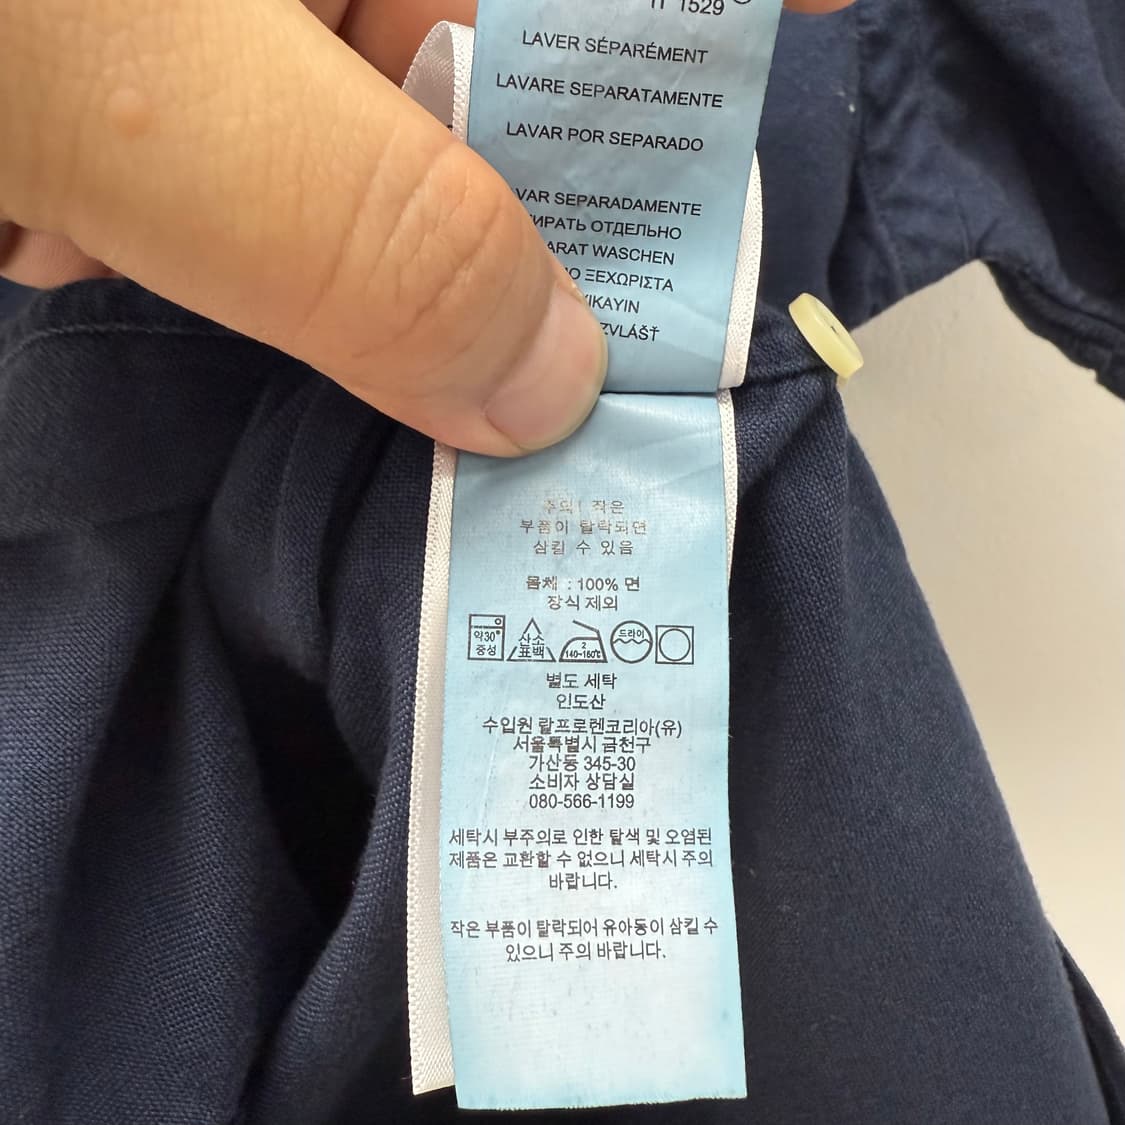 1529
LAVER SÉPARÉMENT
LAVARE SEPARATAMENTE
LAVAR POR SEPARADO
VAR SEPARADAMENTE
ТИРАТЬ ОТДЕЛЬНО
ARAT WASCHEN
ΞΕΧΩΡΙΣΤΑ
YIKAYIN
ZVLÁŠŤ
주의! 작은
부품이 탈락되면
삼킬 수 있음
몸체 : 100% 면
장식 제외
약30° 중성 산소 표백 2 140~160℃ 드라이
별도 세탁
인도산
수입원 랄프로렌코리아(유)
서울특별시 금천구
가산동 345-30
소비자 상담실
080-566-1199
세탁시 부주의로 인한 탈색 및 오염된
제품은 교환할 수 없으니 세탁시 주의
바랍니다.
작은 부품이 탈락되어 유아동이 삼킬 수
있으니 주의 바랍니다.